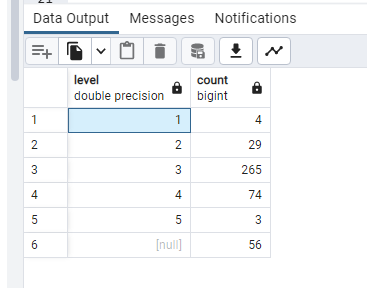 Data Output Messages Notifications
level count
double precision bigint
1 1 4
2 2 29
3 3 265
4 4 74
5 5 3
6 [null] 56